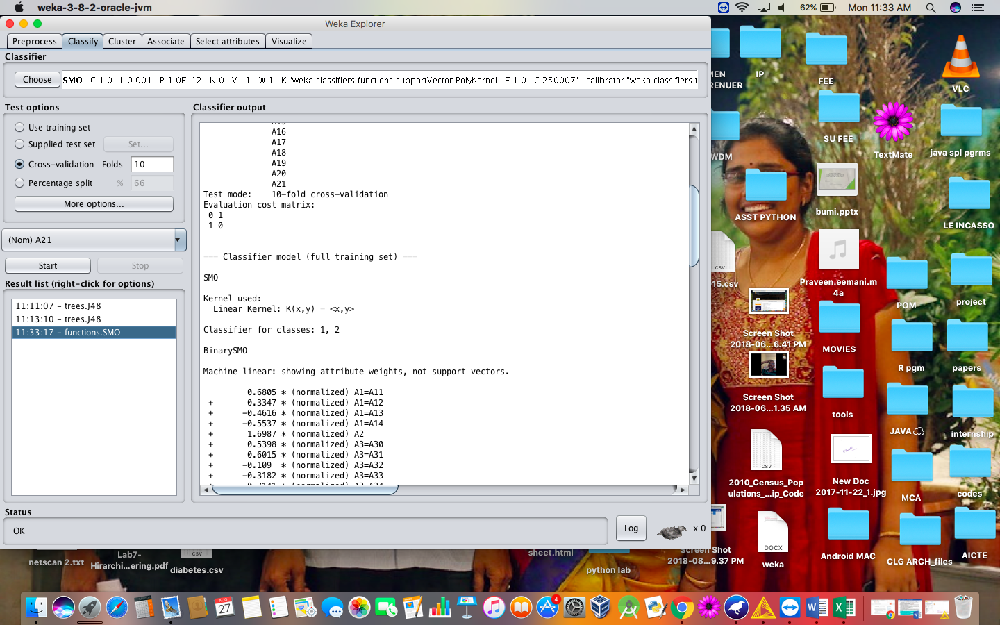 weka-3-8-2-oracle-jvm
62%
Mon 11:33 AM
Weka Explorer
Preprocess
Classify
Cluster
Associate
Select attributes
Visualize
Classifier
Choose
SMO -C 1.0 -L 0.001 -P 1.0E-12 -N 0 -V -1 -W 1 -K "weka.classifiers.functions.supportVector.PolyKernel -E 1.0 -C 250007" -calibrator "weka.classifiers.f
Test options
Use training set
Supplied test set
Set...
Cross-validation Folds 10
Percentage split % 66
More options...
(Nom) A21
Start
Stop
Result list (right-click for options)
11:11:07 - trees.J48
11:13:10 - trees.J48
11:33:17 - functions.SMO
Classifier output
A15
A16
A17
A18
A19
A20
A21
Test mode: 10-fold cross-validation
Evaluation cost matrix:
0 1
1 0
=== Classifier model (full training set) ===
SMO
Kernel used:
Linear Kernel: K(x,y) = <x,y>
Classifier for classes: 1, 2
BinarySMO
Machine linear: showing attribute weights, not support vectors.
0.6805 * (normalized) A1=A11
+ 0.3347 * (normalized) A1=A12
+ -0.4616 * (normalized) A1=A13
+ -0.5537 * (normalized) A1=A14
+ 1.6987 * (normalized) A2
+ 0.5398 * (normalized) A3=A30
+ 0.6015 * (normalized) A3=A31
+ -0.109 * (normalized) A3=A32
+ -0.3182 * (normalized) A3=A33
Status
OK
Log
x 0
MEN
RENUER
IP
FEE
VLC
WDM
SU FEE
TextMate
java spl pgrms
ASST PYTHON
bumi.pptx
LE INCASSO
CSV
15.csv
Praveen.eemani.m
4a
POM
project
Screen Shot
2018-06...6.41 PM
MOVIES
R pgm
papers
Screen Shot
2018-06...1.35 AM
tools
JAVA
internship
CSV
2010_Census_Pop
ulations_...ip_Code
New Doc
2017-11-22_1.jpg
MCA
codes
DOCX
weka
Android MAC
CLG ARCH_files
AICTE
Screen Shot
2018-08...9.37 PM
netscan 2.txt
Lab7-
Hirarchi...ering.pdf
CSV
diabetes.csv
sheet.html
python lab
AUG
27
4